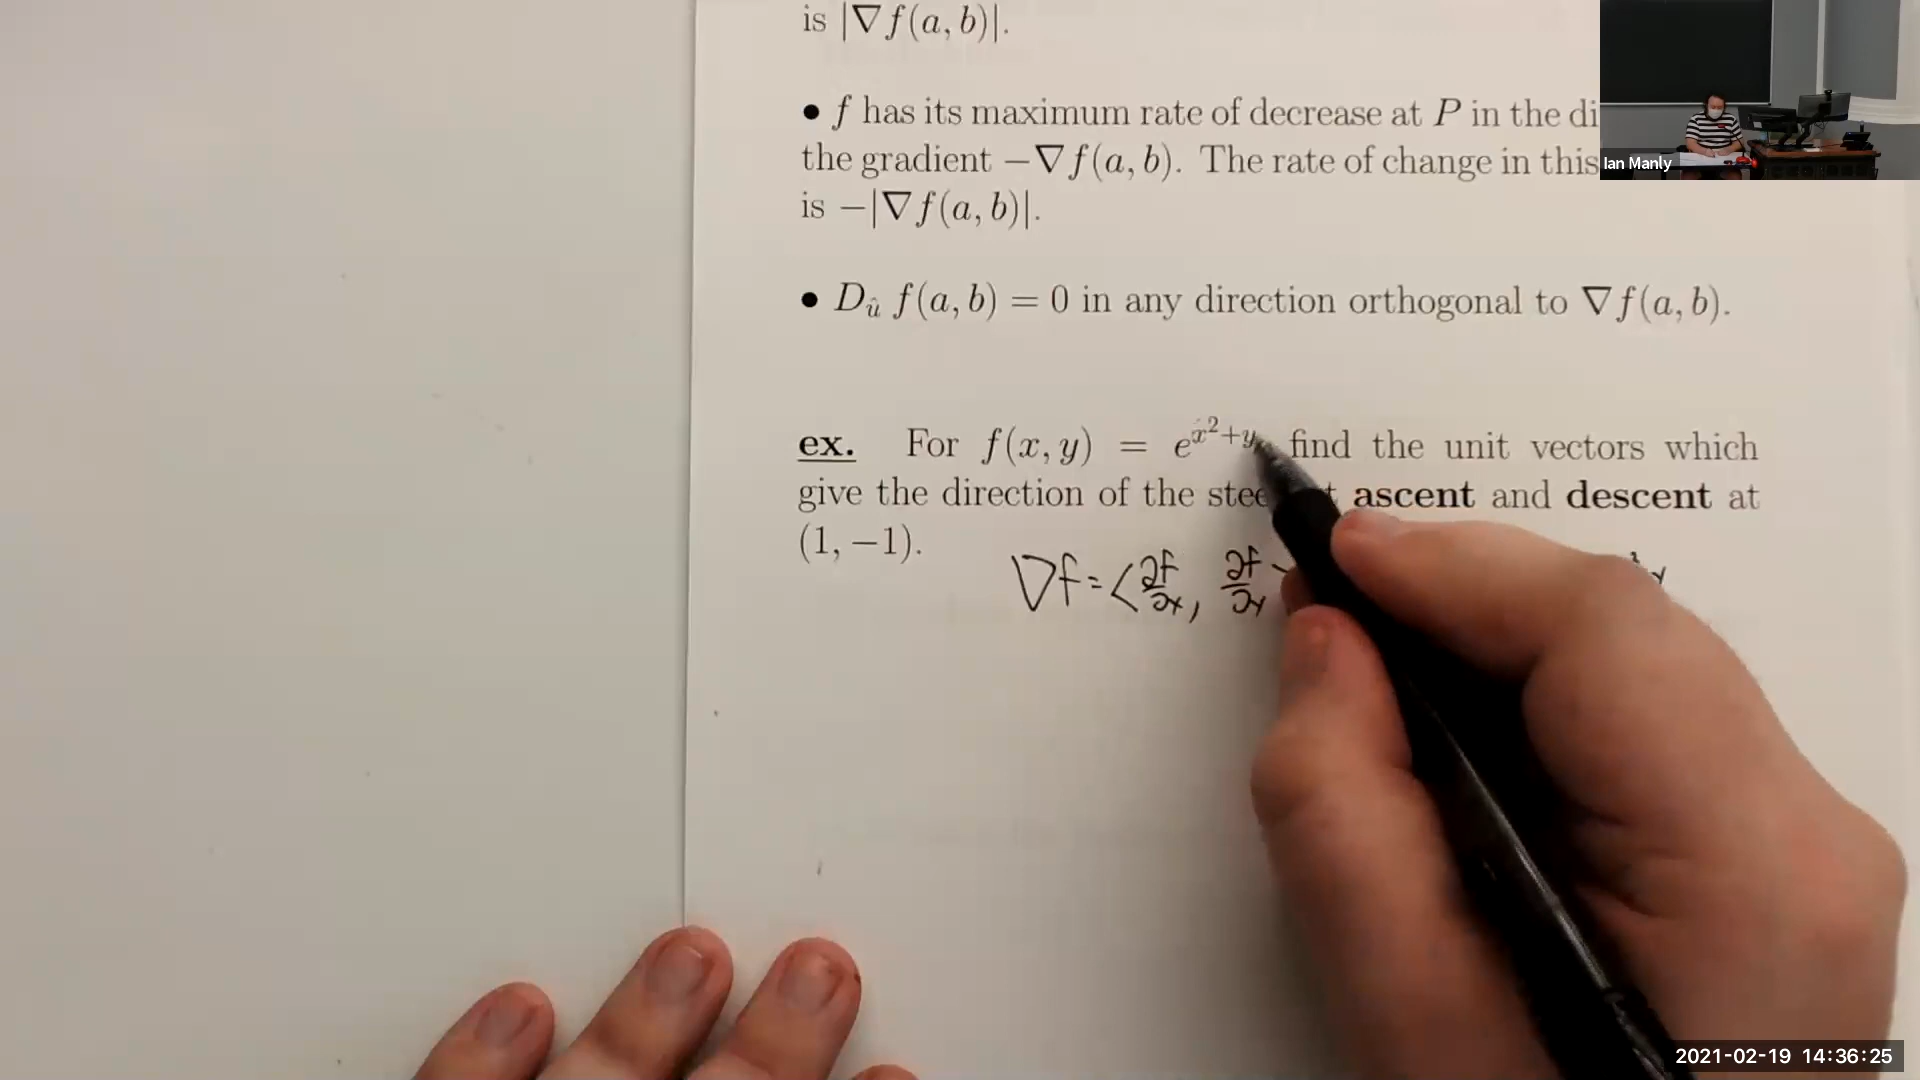 is |∇f(a, b)|.
• f has its maximum rate of decrease at P in the di
the gradient −∇f(a, b). The rate of change in this
is −|∇f(a, b)|.
• D_û f(a, b) = 0 in any direction orthogonal to ∇f(a, b).
ex. For f(x, y) = e^{x²+y} find the unit vectors which
give the direction of the stee ascent and descent at
(1, −1).
∇f = < ∂f/∂x, ∂f/∂y
Ian Manly
2021-02-19 14:36:25